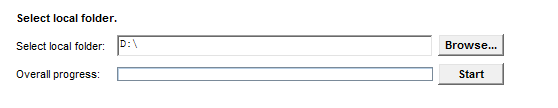 Select local folder.
Select local folder: D:\ Browse...
Overall progress: Start